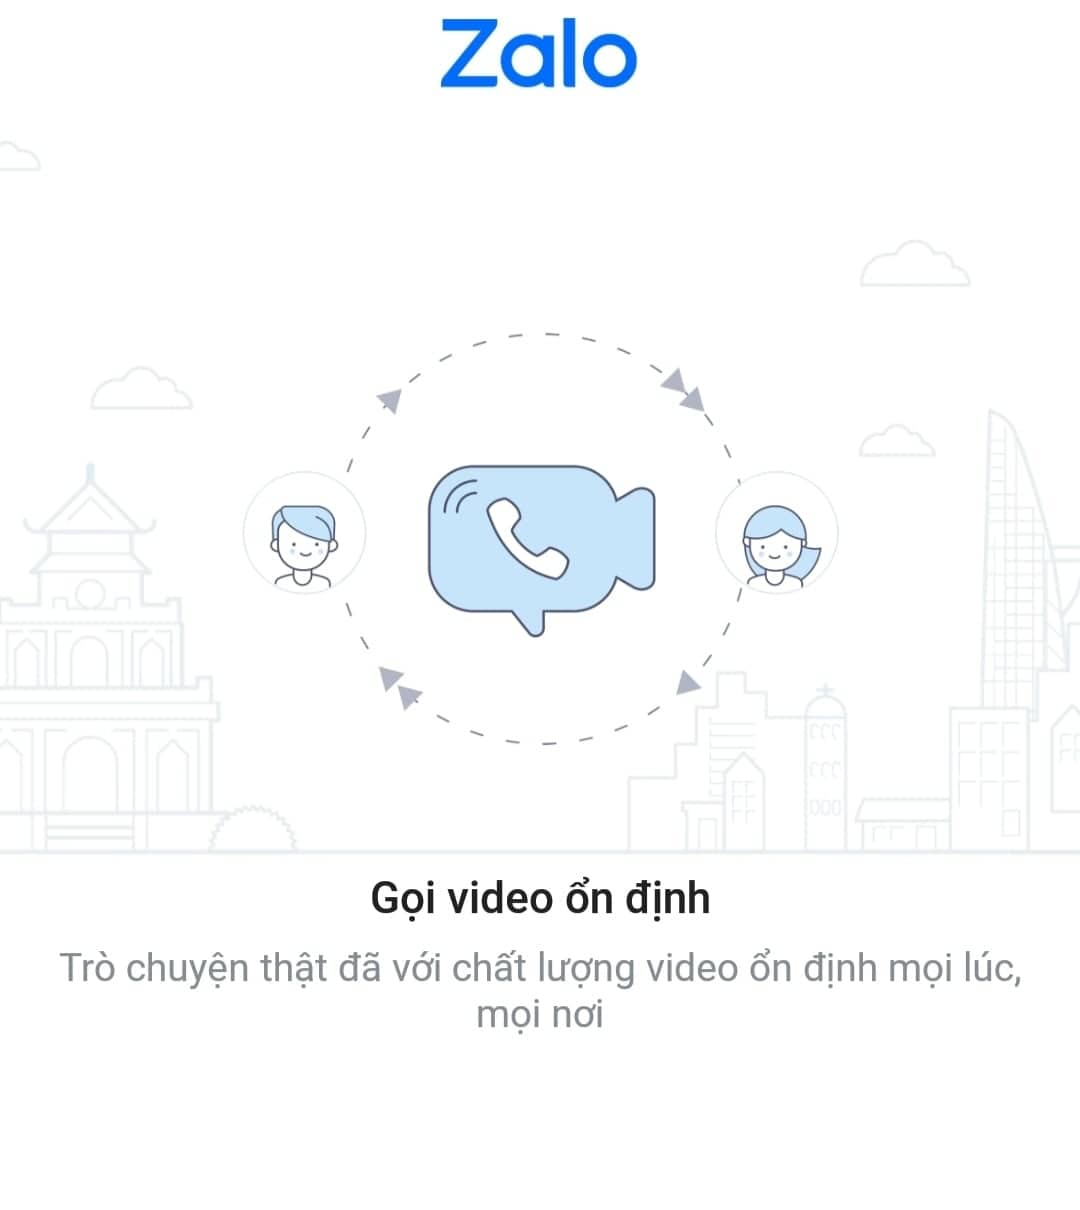 Zalo
Gọi video ổn định
Trò chuyện thật đã với chất lượng video ổn định mọi lúc,
mọi nơi